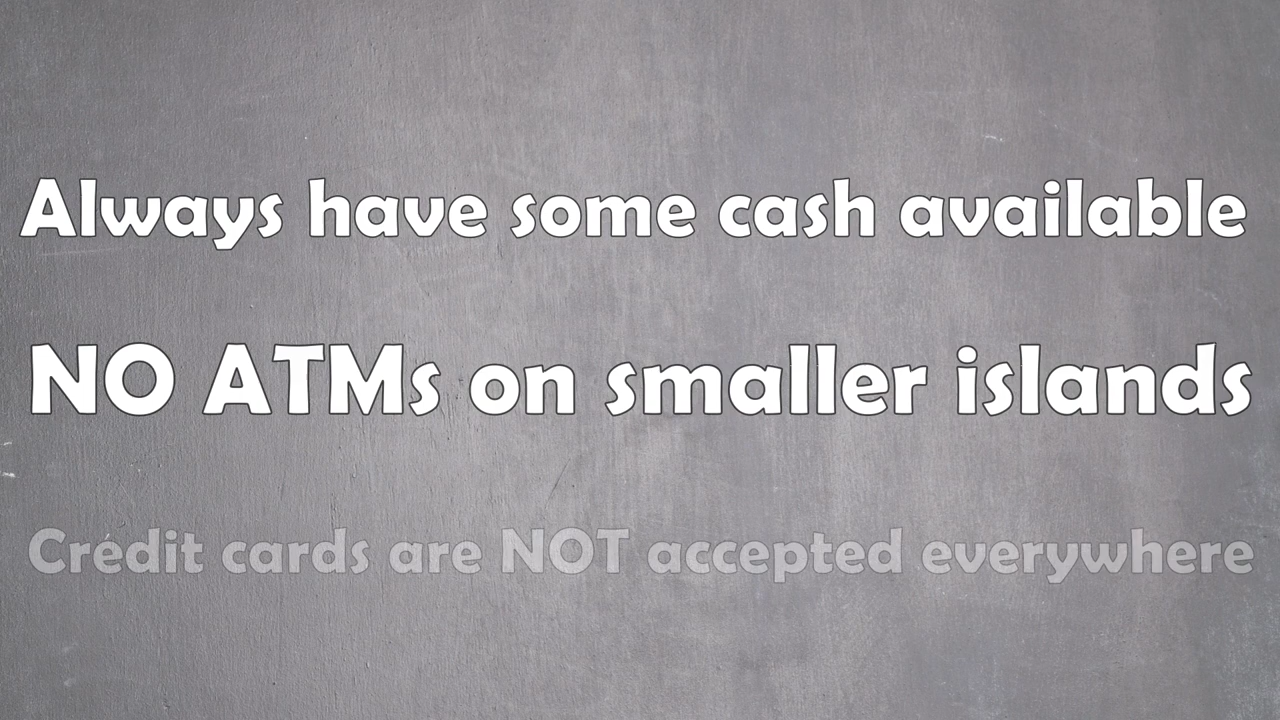 Always have some cash available
NO ATMs on smaller islands
Credit cards are NOT accepted everywhere